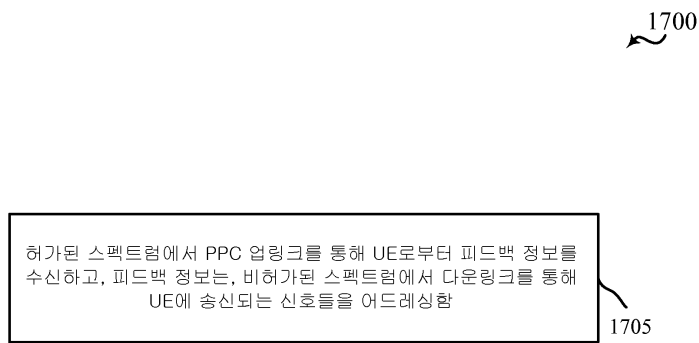 1700
허가된 스펙트럼에서 PPC 업링크를 통해 UE로부터 피드백 정보를
수신하고, 피드백 정보는, 비허가된 스펙트럼에서 다운링크를 통해
UE에 송신되는 신호들을 어드레싱함
1705